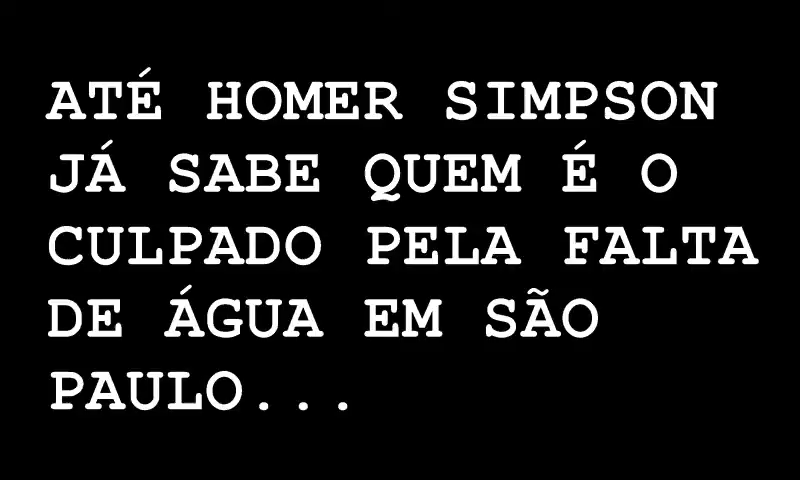 ATÉ HOMER SIMPSON
JÁ SABE QUEM É O
CULPADO PELA FALTA
DE ÁGUA EM SÃO
PAULO...